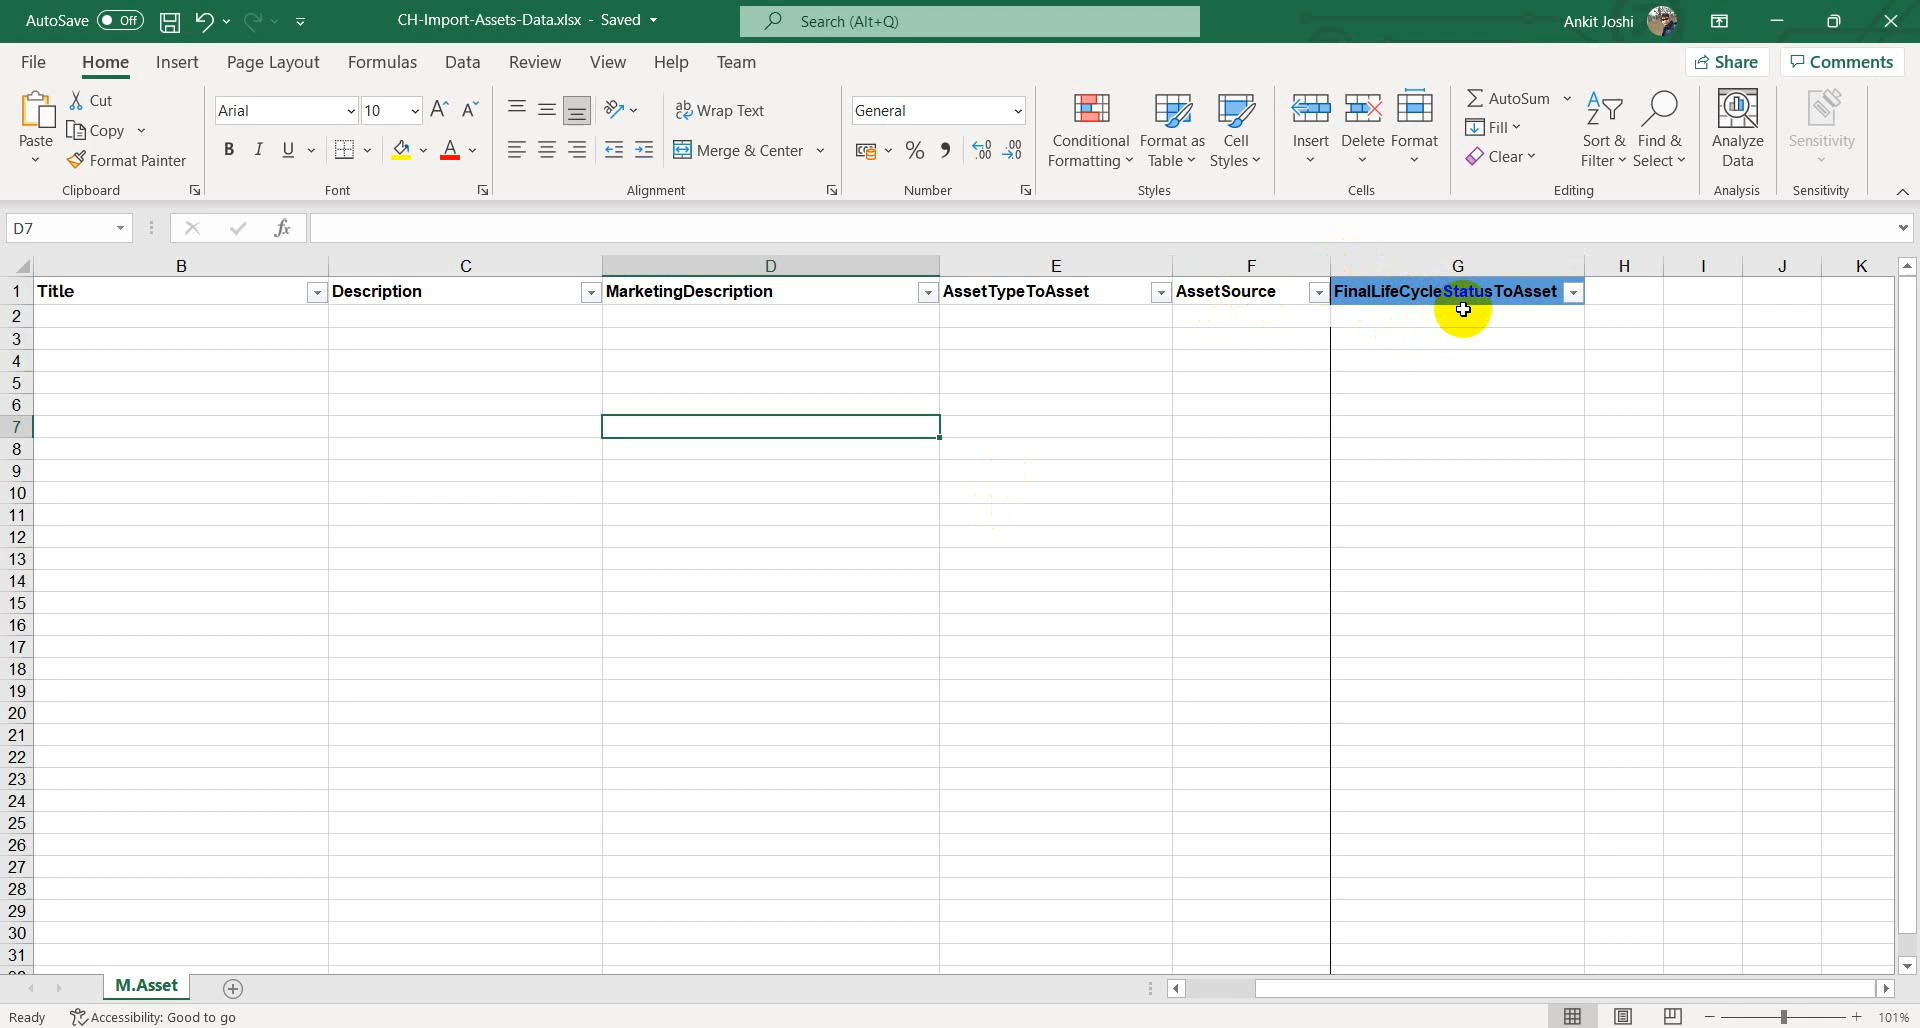 AutoSave Off CH-Import-Assets-Data.xlsx - Saved Search (Alt+Q) Ankit Joshi
File Home Insert Page Layout Formulas Data Review View Help Team Share Comments
Paste Cut Copy Format Painter Clipboard
Arial 10 B I U A Font
Wrap Text Merge & Center Alignment
General % Number
Conditional Formatting Format as Table Cell Styles Styles
Insert Delete Format Cells
AutoSum Fill Clear Sort & Filter Find & Select Editing
Analyze Data Analysis
Sensitivity Sensitivity
D7 fx
B C D E F G H I J K
1 Title Description MarketingDescription AssetTypeToAsset AssetSource FinalLifeCycleStatusToAsset
2
3
4
5
6
7
8
9
10
11
12
13
14
15
16
17
18
19
20
21
22
23
24
25
26
27
28
29
30
31
M.Asset
Ready Accessibility: Good to go 101%